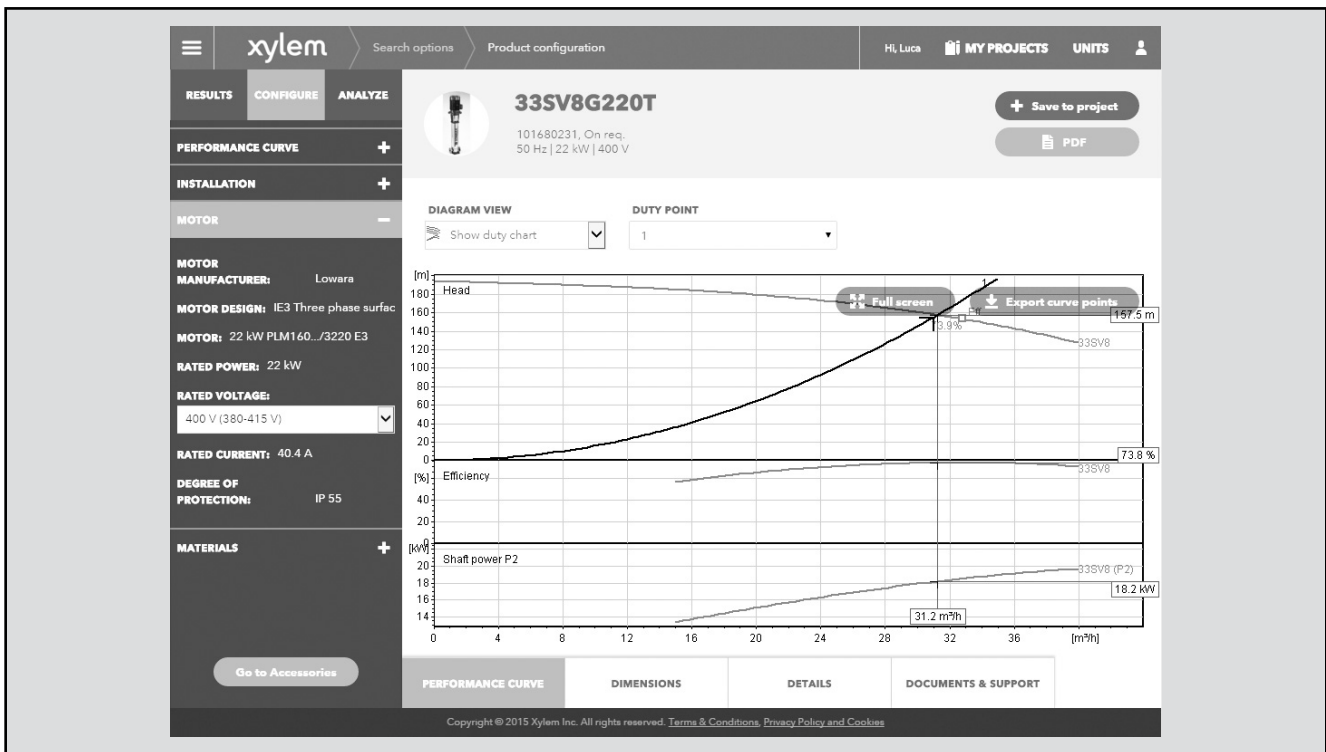 xylem
Search options
Product configuration
Hi, Luca
MY PROJECTS
UNITS
RESULTS
CONFIGURE
ANALYZE
PERFORMANCE CURVE +
INSTALLATION +
MOTOR −
MOTOR
MANUFACTURER: Lowara
MOTOR DESIGN: IE3 Three phase surfac
MOTOR: 22 kW PLM160.../3220 E3
RATED POWER: 22 kW
RATED VOLTAGE:
400 V (380-415 V)
RATED CURRENT: 40.4 A
DEGREE OF
PROTECTION: IP 55
MATERIALS +
Go to Accessories
33SV8G220T
101680231, On req.
50 Hz | 22 kW | 400 V
+ Save to project
PDF
DIAGRAM VIEW
Show duty chart
DUTY POINT
1
[m]
Head
180
160
140
120
100
80
60
40
20
0
1
Full screen
Export curve points
157.5 m
3.9%
33SV8
[%]
Efficiency
40
20
0
73.8 %
33SV8
[kW]
Shaft power P2
20
18
16
14
33SV8 (P2)
18.2 kW
31.2 m³/h
0 4 8 12 16 20 24 28 32 36 [m³/h]
PERFORMANCE CURVE
DIMENSIONS
DETAILS
DOCUMENTS & SUPPORT
Copyright © 2015 Xylem Inc. All rights reserved. Terms & Conditions, Privacy Policy and Cookies